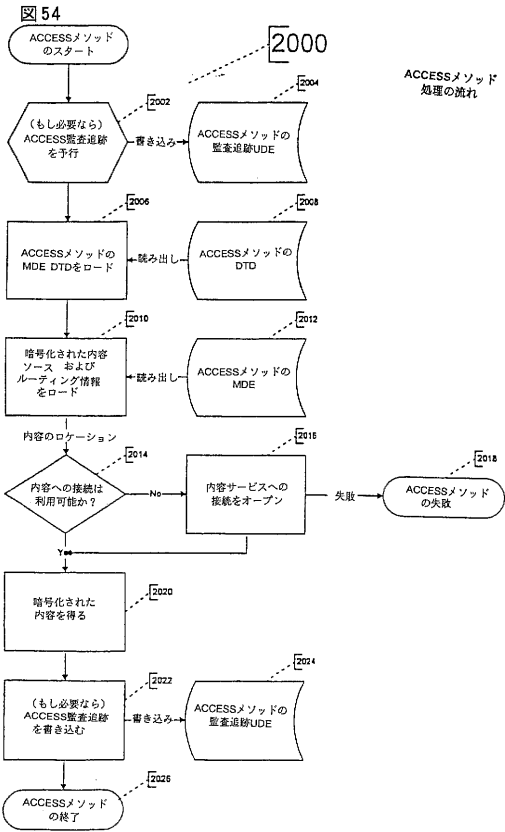 図54
ACCESSメソッド
のスタート
2000
ACCESSメソッド
処理の流れ
2002
(もし必要なら)
ACCESS監査追跡
を予行
書き込み
2004
ACCESSメソッドの
監査追跡UDE
2006
ACCESSメソッドの
MDE DTDをロード
読み出し
2008
ACCESSメソッドの
DTD
2010
暗号化された内容
ソース および
ルーティング情報
をロード
読み出し
2012
ACCESSメソッドの
MDE
内容のロケーション
2014
内容への接続は
利用可能か?
No
2016
内容サービスへの
接続をオープン
失敗
2018
ACCESSメソッド
の失敗
Yes
2020
暗号化された
内容を得る
2022
(もし必要なら)
ACCESS監査追跡
を書き込む
書き込み
2024
ACCESSメソッドの
監査追跡UDE
2026
ACCESSメソッド
の終了